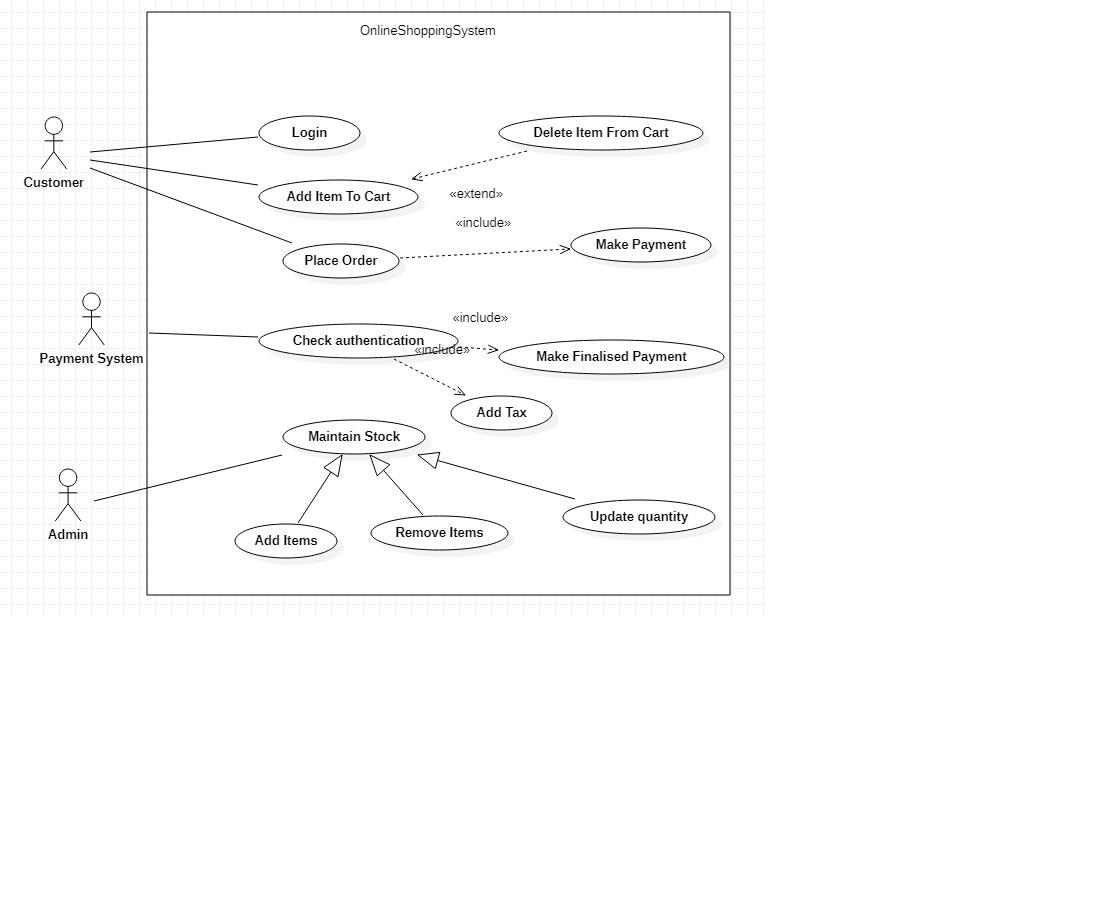 OnlineShoppingSystem
Login
Delete Item From Cart
Customer
Add Item To Cart
«extend»
«include»
Make Payment
Place Order
«include»
Check authentication
«include»
Payment System
Make Finalised Payment
Add Tax
Maintain Stock
Update quantity
Admin
Add Items
Remove Items